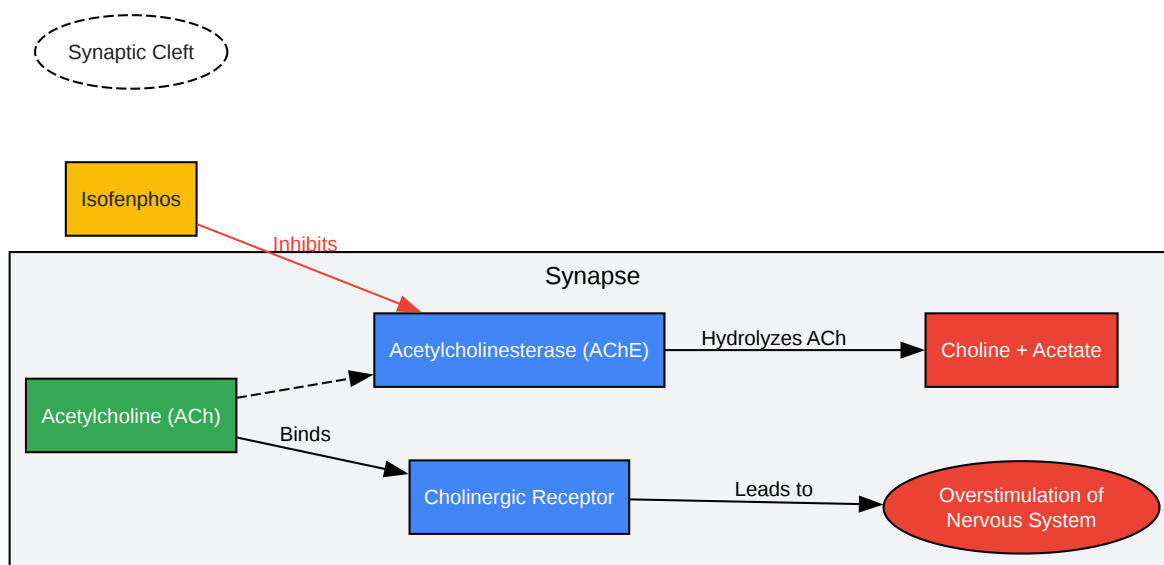 Synaptic Cleft
Isofenphos
Inhibits
Synapse
Acetylcholinesterase (AChE)
Hydrolyzes ACh
Choline + Acetate
Acetylcholine (ACh)
Binds
Cholinergic Receptor
Leads to
Overstimulation of
Nervous System